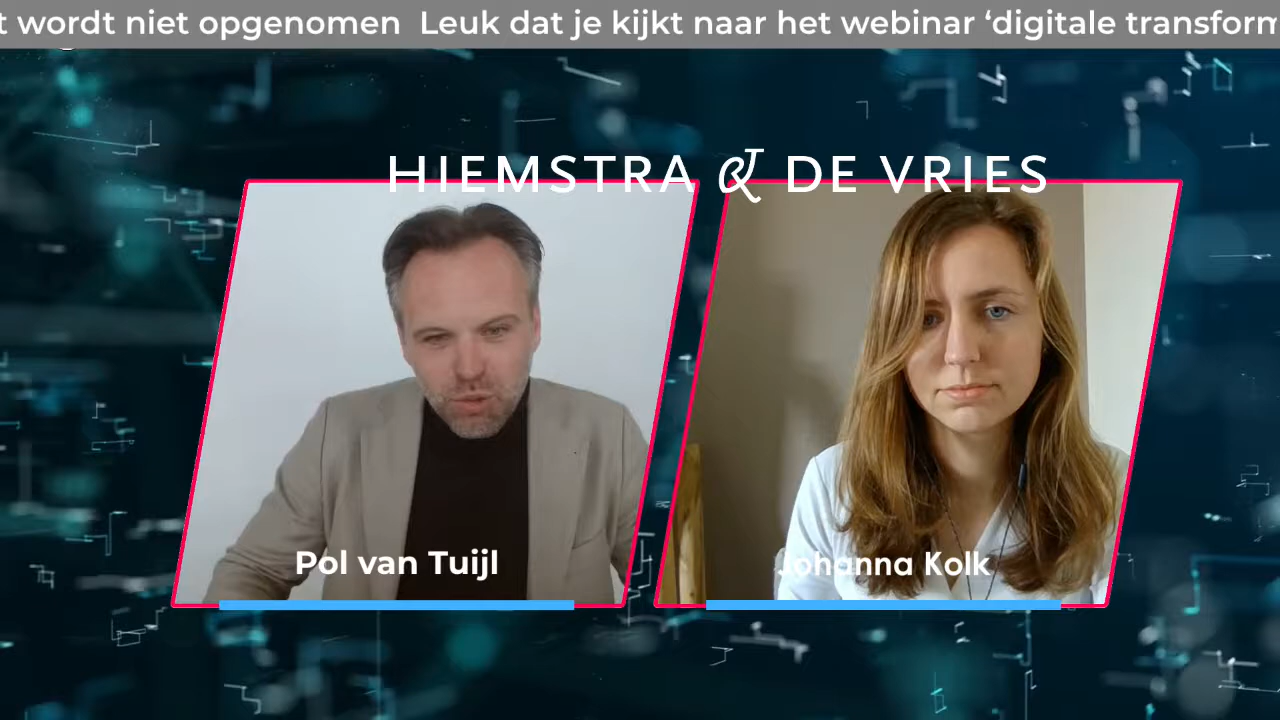 t wordt niet opgenomen Leuk dat je kijkt naar het webinar ‘digitale transform
HIEMSTRA & DE VRIES
Pol van Tuijl
Johanna Kolk